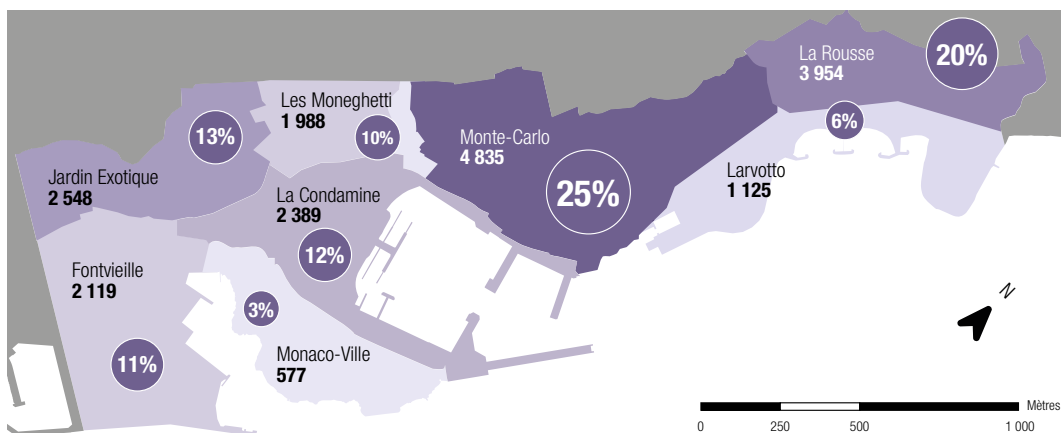 La Rousse
3 954
20%
Les Moneghetti
1 988
10%
13%
Monte-Carlo
4 835
25%
6%
Larvotto
1 125
Jardin Exotique
2 548
La Condamine
2 389
12%
Fontvieille
2 119
11%
3%
Monaco-Ville
577
N
Mètres
0 250 500 1 000